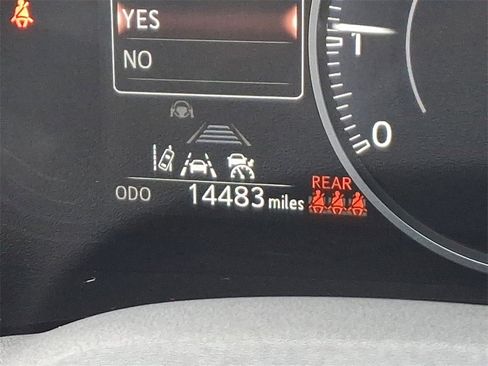 YES
NO
1
0
REAR
ODO 14483 miles